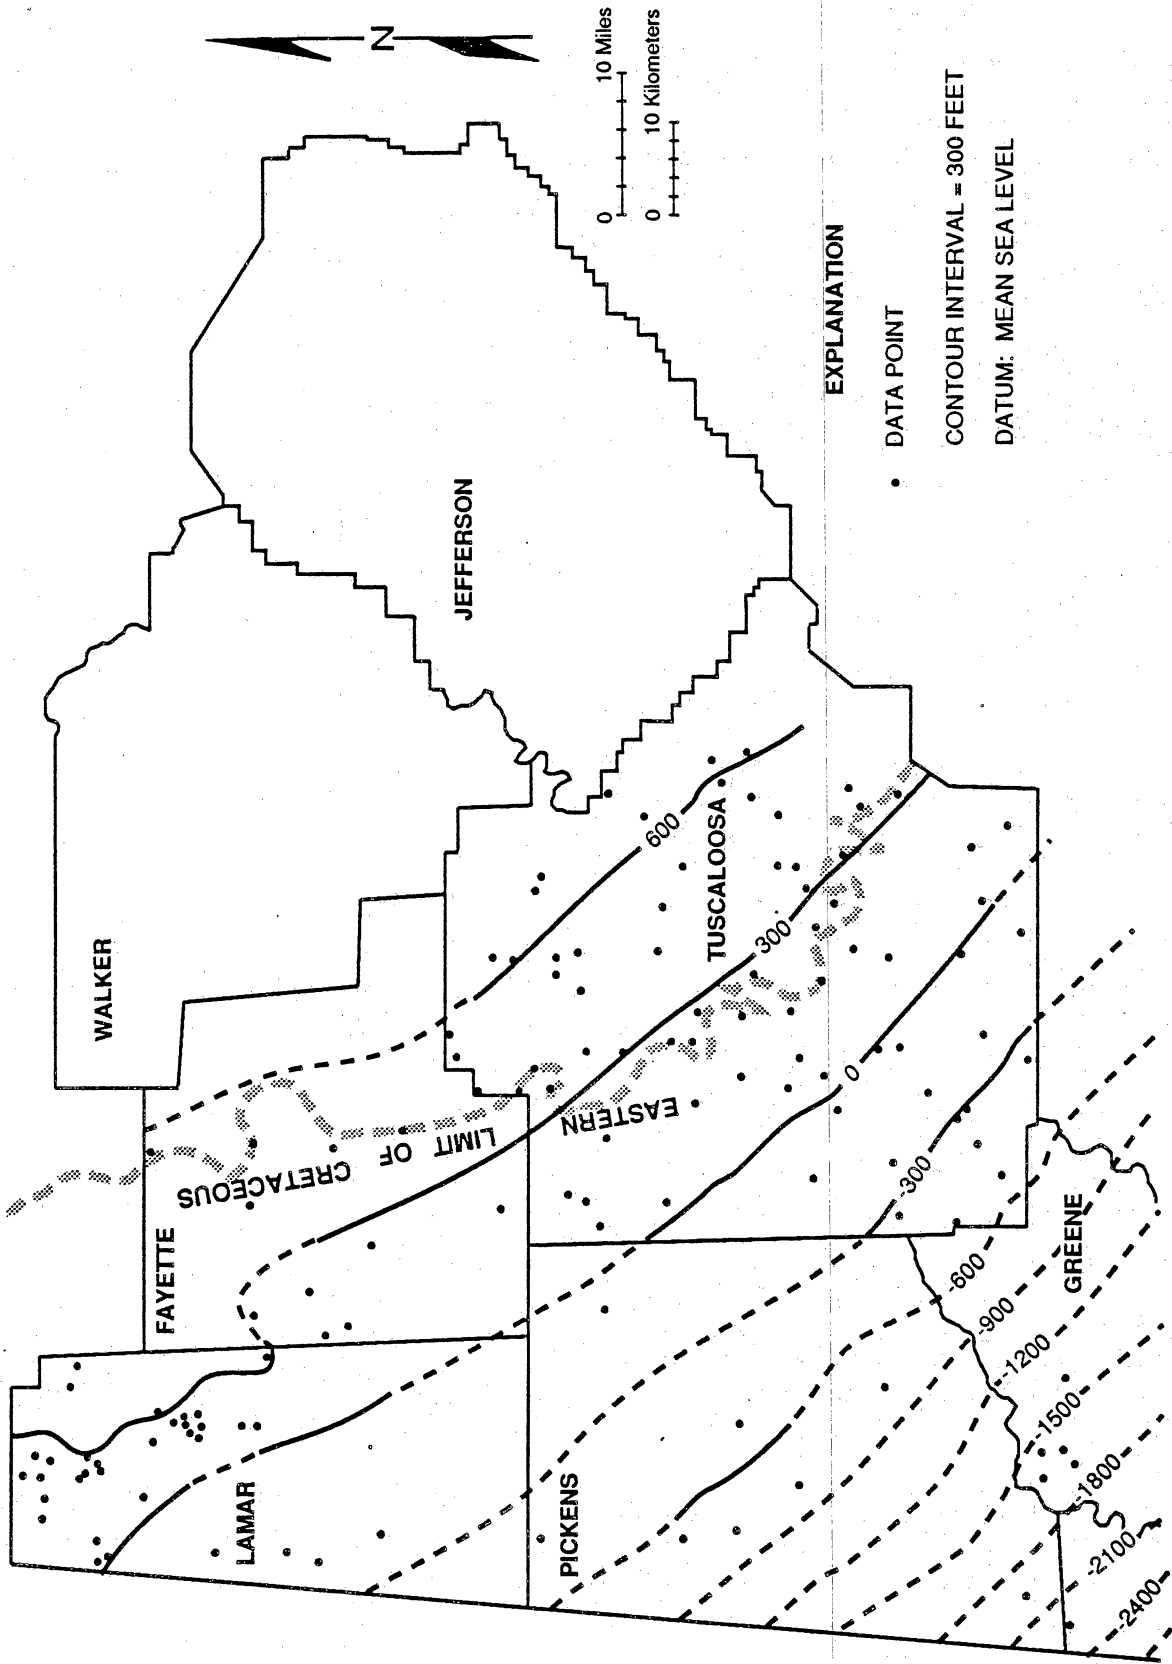 N
10 Miles
0
10 Kilometers
0
WALKER
JEFFERSON
FAYETTE
TUSCALOOSA
LAMAR
PICKENS
GREENE
EASTERN
LIMIT OF
CRETACEOUS
600
300
0
-300
-600
-900
-1200
-1500
-1800
-2100
-2400
EXPLANATION
DATA POINT
CONTOUR INTERVAL = 300 FEET
DATUM: MEAN SEA LEVEL